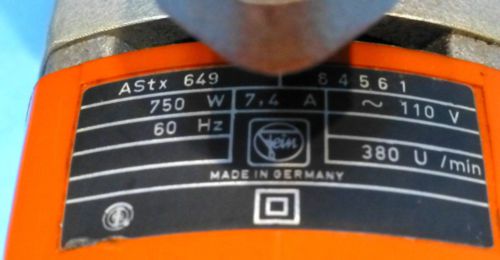 AStx 649 64561
750 W 7,4 A ~ 110 V
60 Hz
Fein
380 U/min
MADE IN GERMANY